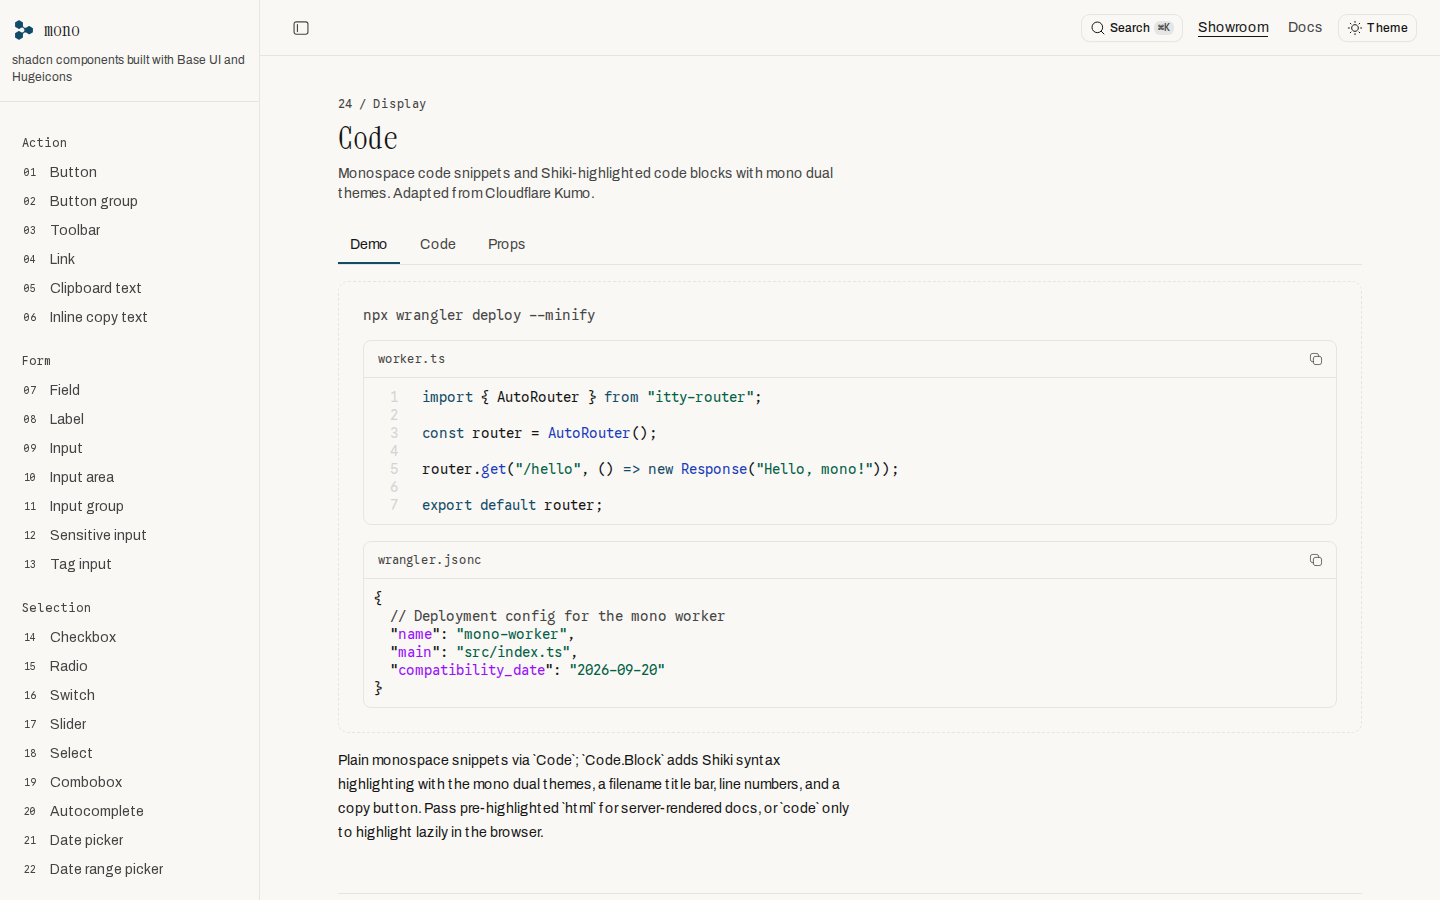 mono
shadcn components built with Base UI and
Hugeicons
Action
01 Button
02 Button group
03 Toolbar
04 Link
05 Clipboard text
06 Inline copy text
Form
07 Field
08 Label
09 Input
10 Input area
11 Input group
12 Sensitive input
13 Tag input
Selection
14 Checkbox
15 Radio
16 Switch
17 Slider
18 Select
19 Combobox
20 Autocomplete
21 Date picker
22 Date range picker
Search ⌘K
Showroom
Docs
Theme
24 / Display
Code
Monospace code snippets and Shiki-highlighted code blocks with mono dual
themes. Adapted from Cloudflare Kumo.
Demo Code Props
npx wrangler deploy --minify
worker.ts
1 import { AutoRouter } from "itty-router";
2
3 const router = AutoRouter();
4
5 router.get("/hello", () => new Response("Hello, mono!"));
6
7 export default router;
wrangler.jsonc
{
  // Deployment config for the mono worker
  "name": "mono-worker",
  "main": "src/index.ts",
  "compatibility_date": "2026-09-20"
}
Plain monospace snippets via `Code`; `Code.Block` adds Shiki syntax
highlighting with the mono dual themes, a filename title bar, line numbers, and a
copy button. Pass pre-highlighted `html` for server-rendered docs, or `code` only
to highlight lazily in the browser.